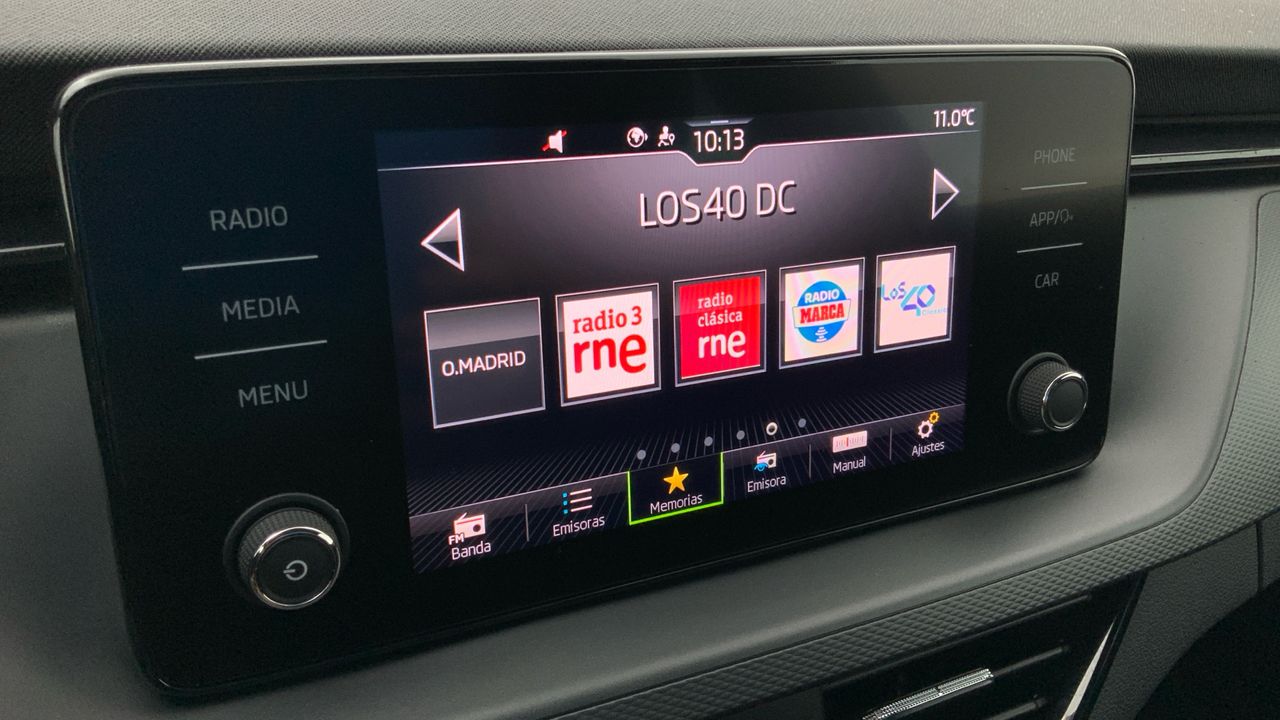 10:13
11.0°C
LOS40 DC
RADIO
MEDIA
MENU
PHONE
APP/
CAR
O.MADRID
radio 3
rne
radio
clásica
rne
RADIO
MARCA
LOS40
Classic
FM
Banda
Emisoras
Memorias
Emisora
Manual
Ajustes